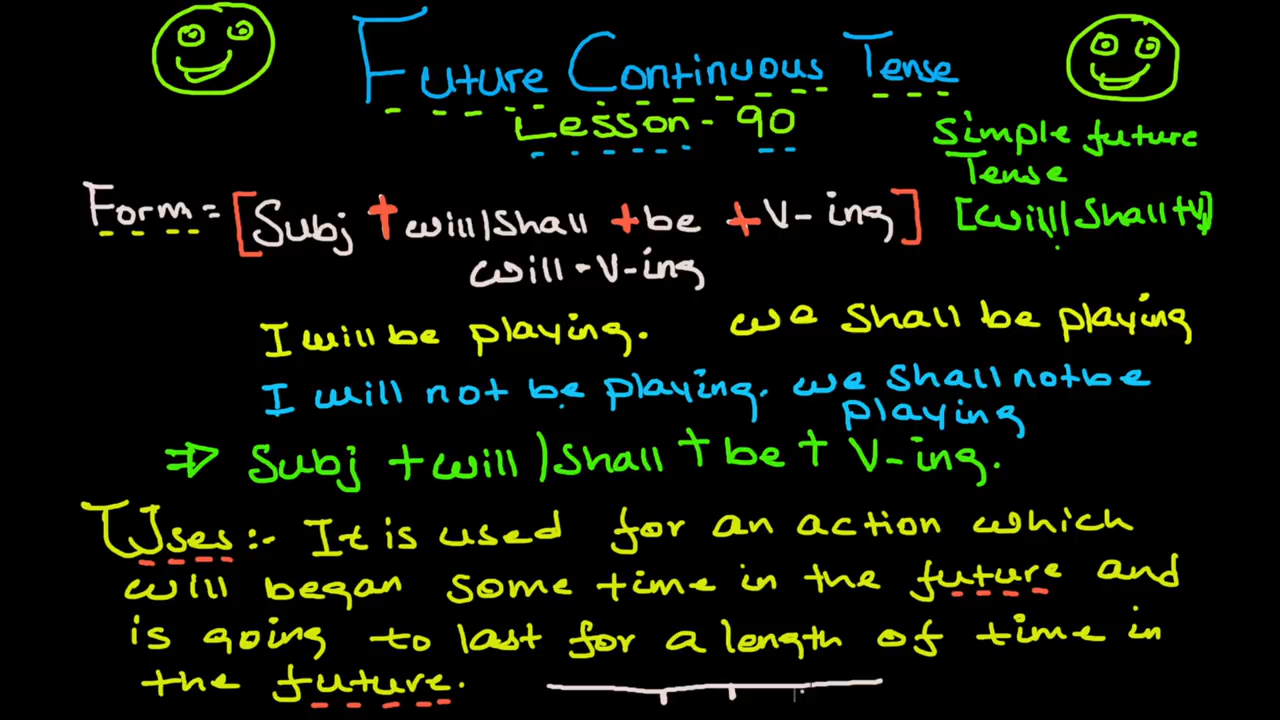 Future Continuous Tense
Lesson - 90
Simple future
Tense
[will/shall+V1]
Form = [Subj + will/shall + be + V-ing]
will - V-ing
I will be playing. we shall be playing
I will not be playing. we shall not be
playing
⇒ Subj + will/shall + be + V-ing.
Uses:- It is used for an action which
will began some time in the future and
is going to last for a length of time in
the future.